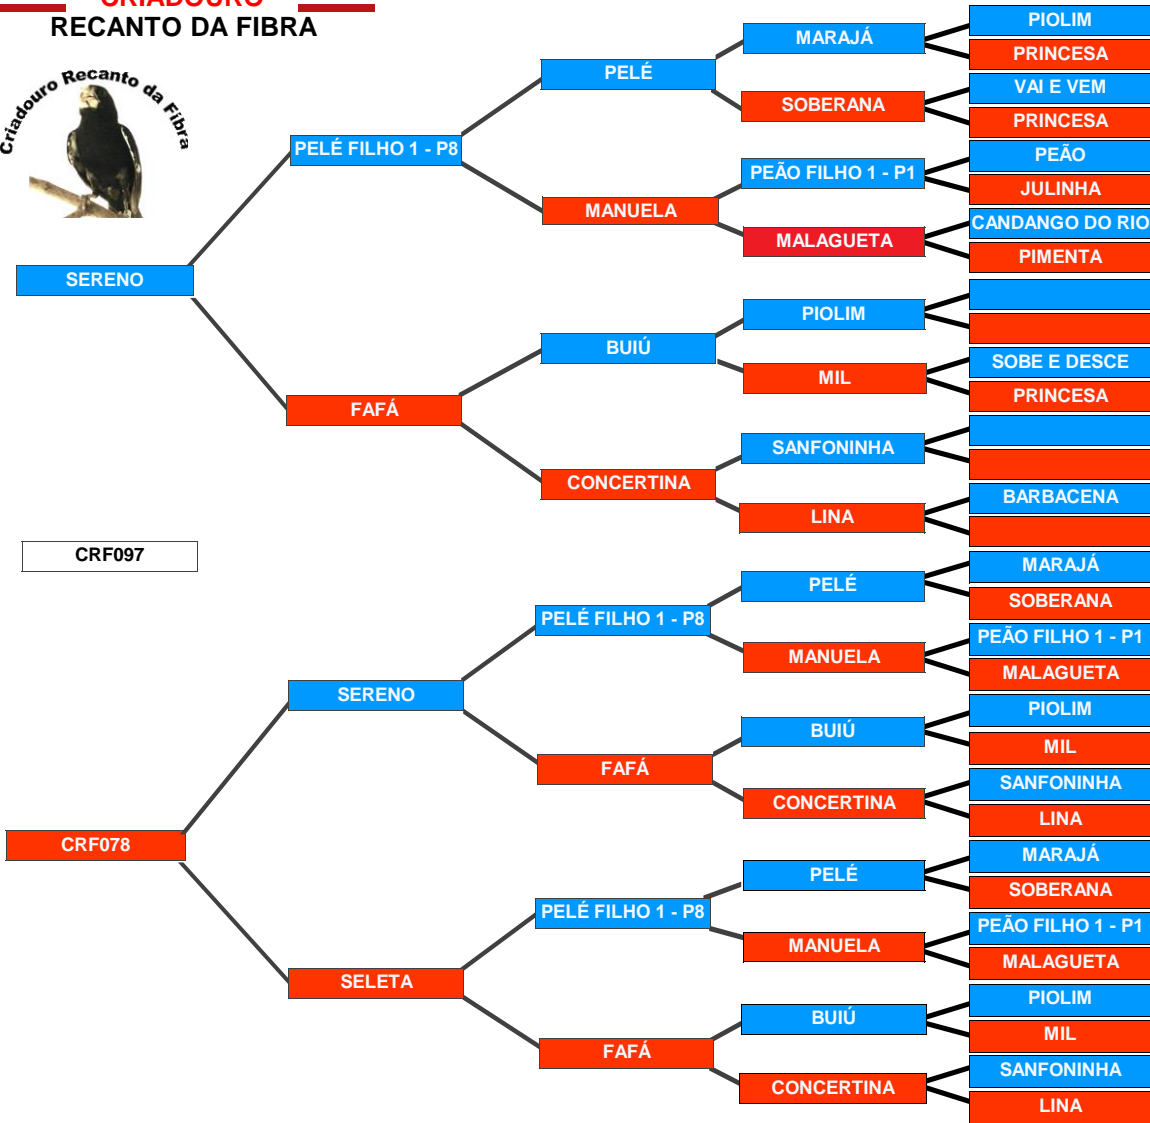 CRIADOURO
RECANTO DA FIBRA
Criadouro Recanto da Fibra
SERENO
PELÉ FILHO 1 - P8
FAFÁ
PELÉ
MANUELA
BUIÚ
CONCERTINA
MARAJÁ
SOBERANA
PEÃO FILHO 1 - P1
MALAGUETA
PIOLIM
MIL
SANFONINHA
LINA
PIOLIM
PRINCESA
VAI E VEM
PRINCESA
PEÃO
JULINHA
CANDANGO DO RIO
PIMENTA
SOBE E DESCE
PRINCESA
BARBACENA
CRF097
CRF078
SERENO
SELETA
PELÉ FILHO 1 - P8
FAFÁ
PELÉ FILHO 1 - P8
FAFÁ
PELÉ
MANUELA
BUIÚ
CONCERTINA
PELÉ
MANUELA
BUIÚ
CONCERTINA
MARAJÁ
SOBERANA
PEÃO FILHO 1 - P1
MALAGUETA
PIOLIM
MIL
SANFONINHA
LINA
MARAJÁ
SOBERANA
PEÃO FILHO 1 - P1
MALAGUETA
PIOLIM
MIL
SANFONINHA
LINA